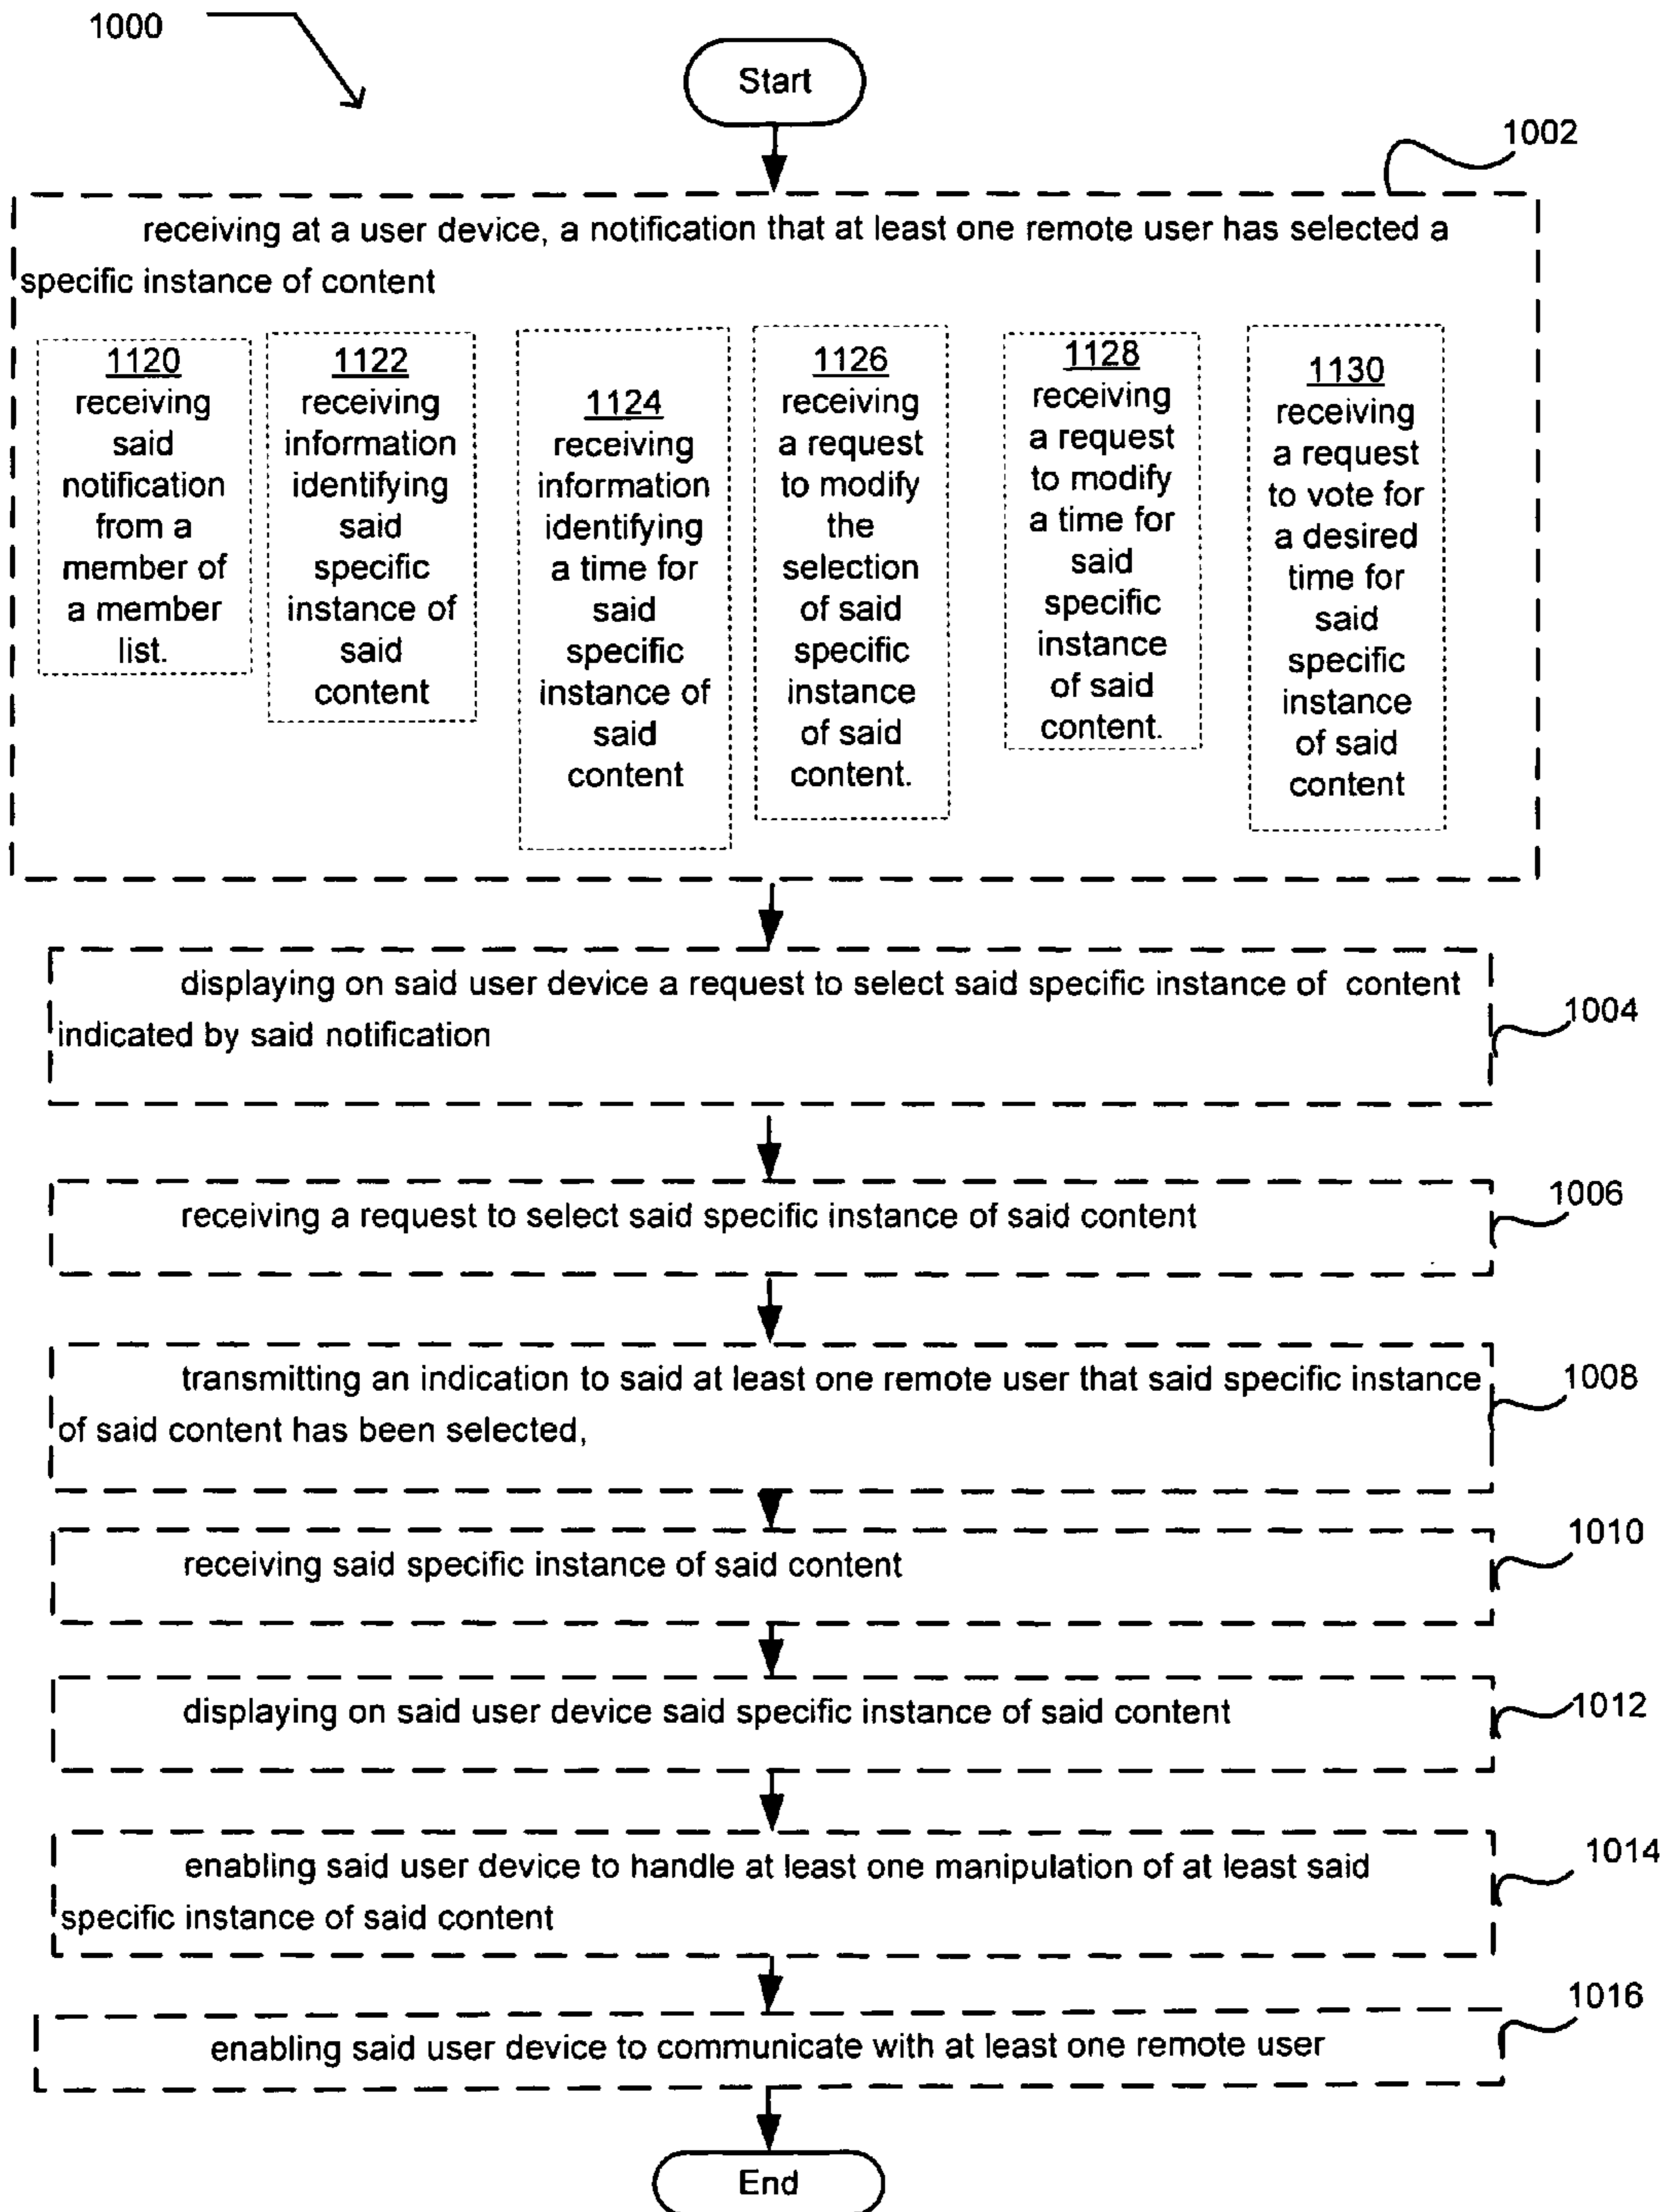 1000
Start
1002
receiving at a user device, a notification that at least one remote user has selected a
specific instance of content
1120
receiving
said
notification
from a
member of
a member
list.
1122
receiving
information
identifying
said
specific
instance of
said
content
1124
receiving
information
identifying
a time for
said
specific
instance of
said
content
1126
receiving
a request
to modify
the
selection
of said
specific
instance
of said
content.
1128
receiving
a request
to modify
a time for
said
specific
instance
of said
content.
1130
receiving
a request
to vote for
a desired
time for
said
specific
instance
of said
content
displaying on said user device a request to select said specific instance of content
indicated by said notification
1004
receiving a request to select said specific instance of said content
1006
transmitting an indication to said at least one remote user that said specific instance
of said content has been selected,
1008
receiving said specific instance of said content
1010
displaying on said user device said specific instance of said content
1012
enabling said user device to handle at least one manipulation of at least said
specific instance of said content
1014
enabling said user device to communicate with at least one remote user
1016
End